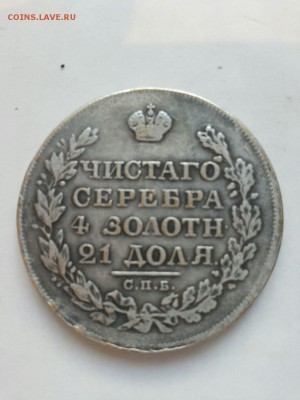 COINS.LAVE.RU
ЧИСТАГО
СЕРЕБРА
4 ЗОЛОТН
21 ДОЛЯ
С.П.Б.